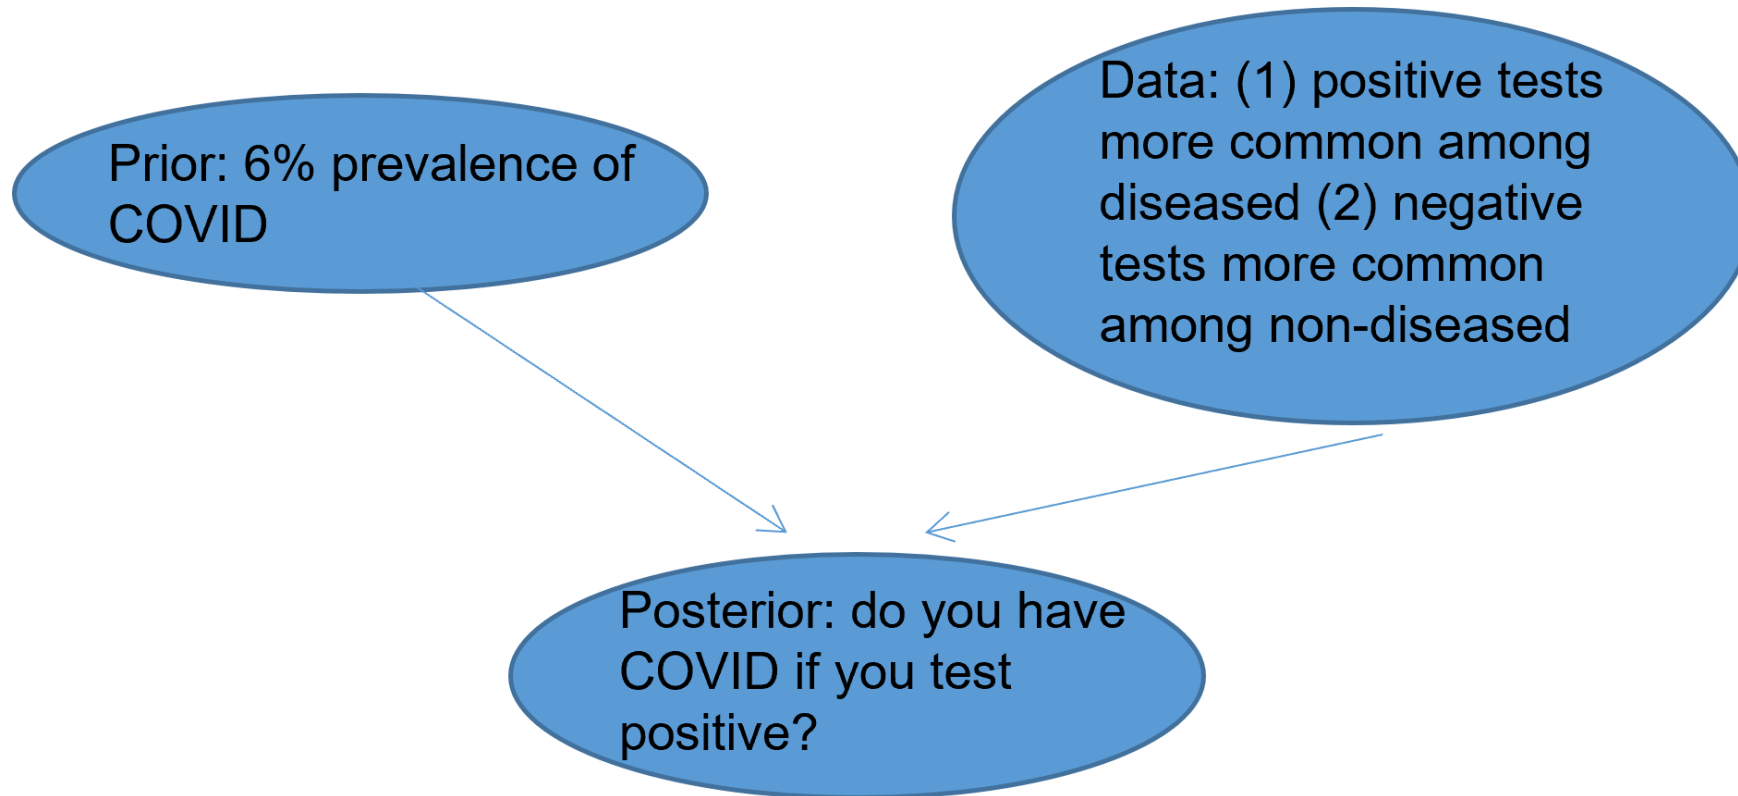 Prior: 6% prevalence of
COVID
Data: (1) positive tests
more common among
diseased (2) negative
tests more common
among non-diseased
Posterior: do you have
COVID if you test
positive?